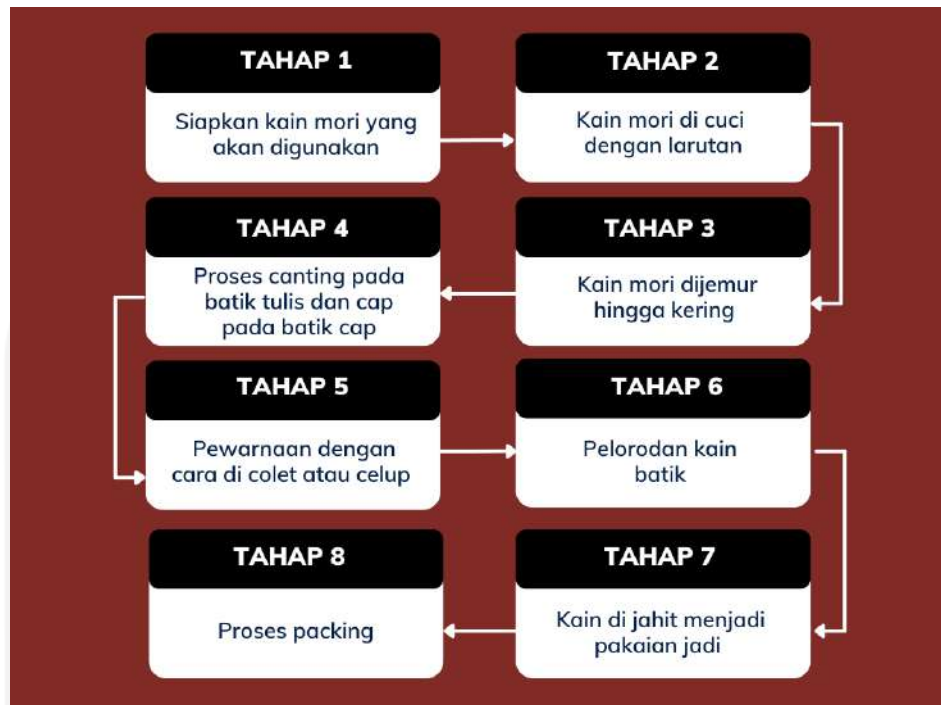 TAHAP 1
Siapkan kain mori yang
akan digunakan
TAHAP 2
Kain mori di cuci
dengan larutan
TAHAP 3
Kain mori dijemur
hingga kering
TAHAP 4
Proses canting pada
batik tulis dan cap
pada batik cap
TAHAP 5
Pewarnaan dengan
cara di colet atau celup
TAHAP 6
Pelorodan kain
batik
TAHAP 7
Kain di jahit menjadi
pakaian jadi
TAHAP 8
Proses packing